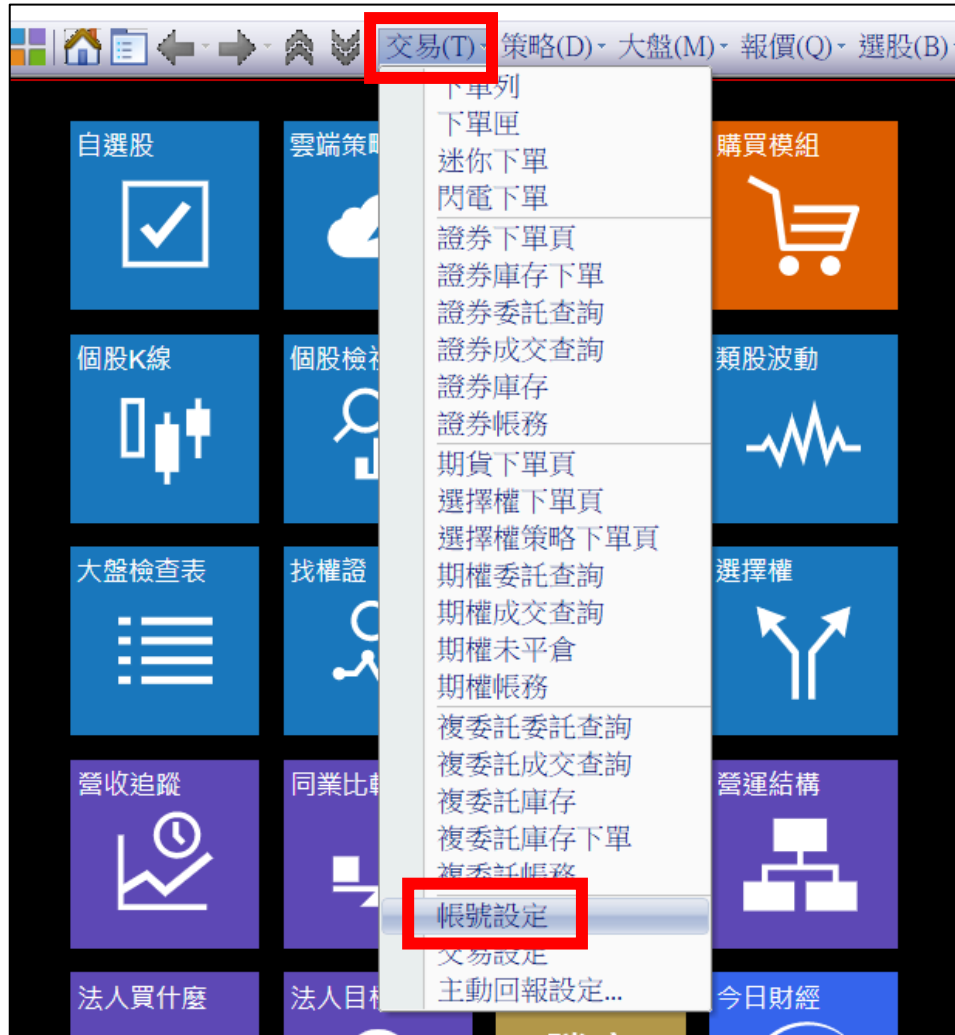 交易(T) 策略(D) 大盤(M) 報價(Q) 選股(B)
下單列
下單匣
迷你下單
閃電下單
證券下單頁
證券庫存下單
證券委託查詢
證券成交查詢
證券庫存
證券帳務
期貨下單頁
選擇權下單頁
選擇權策略下單頁
期權委託查詢
期權成交查詢
期權未平倉
期權帳務
複委託委託查詢
複委託成交查詢
複委託庫存
複委託庫存下單
複委託帳務
帳號設定
交易設定
主動回報設定...
自選股
雲端策
購買模組
個股K線
個股檢
類股波動
大盤檢查表
找權證
選擇權
營收追蹤
同業比
營運結構
法人買什麼
法人目
今日財經